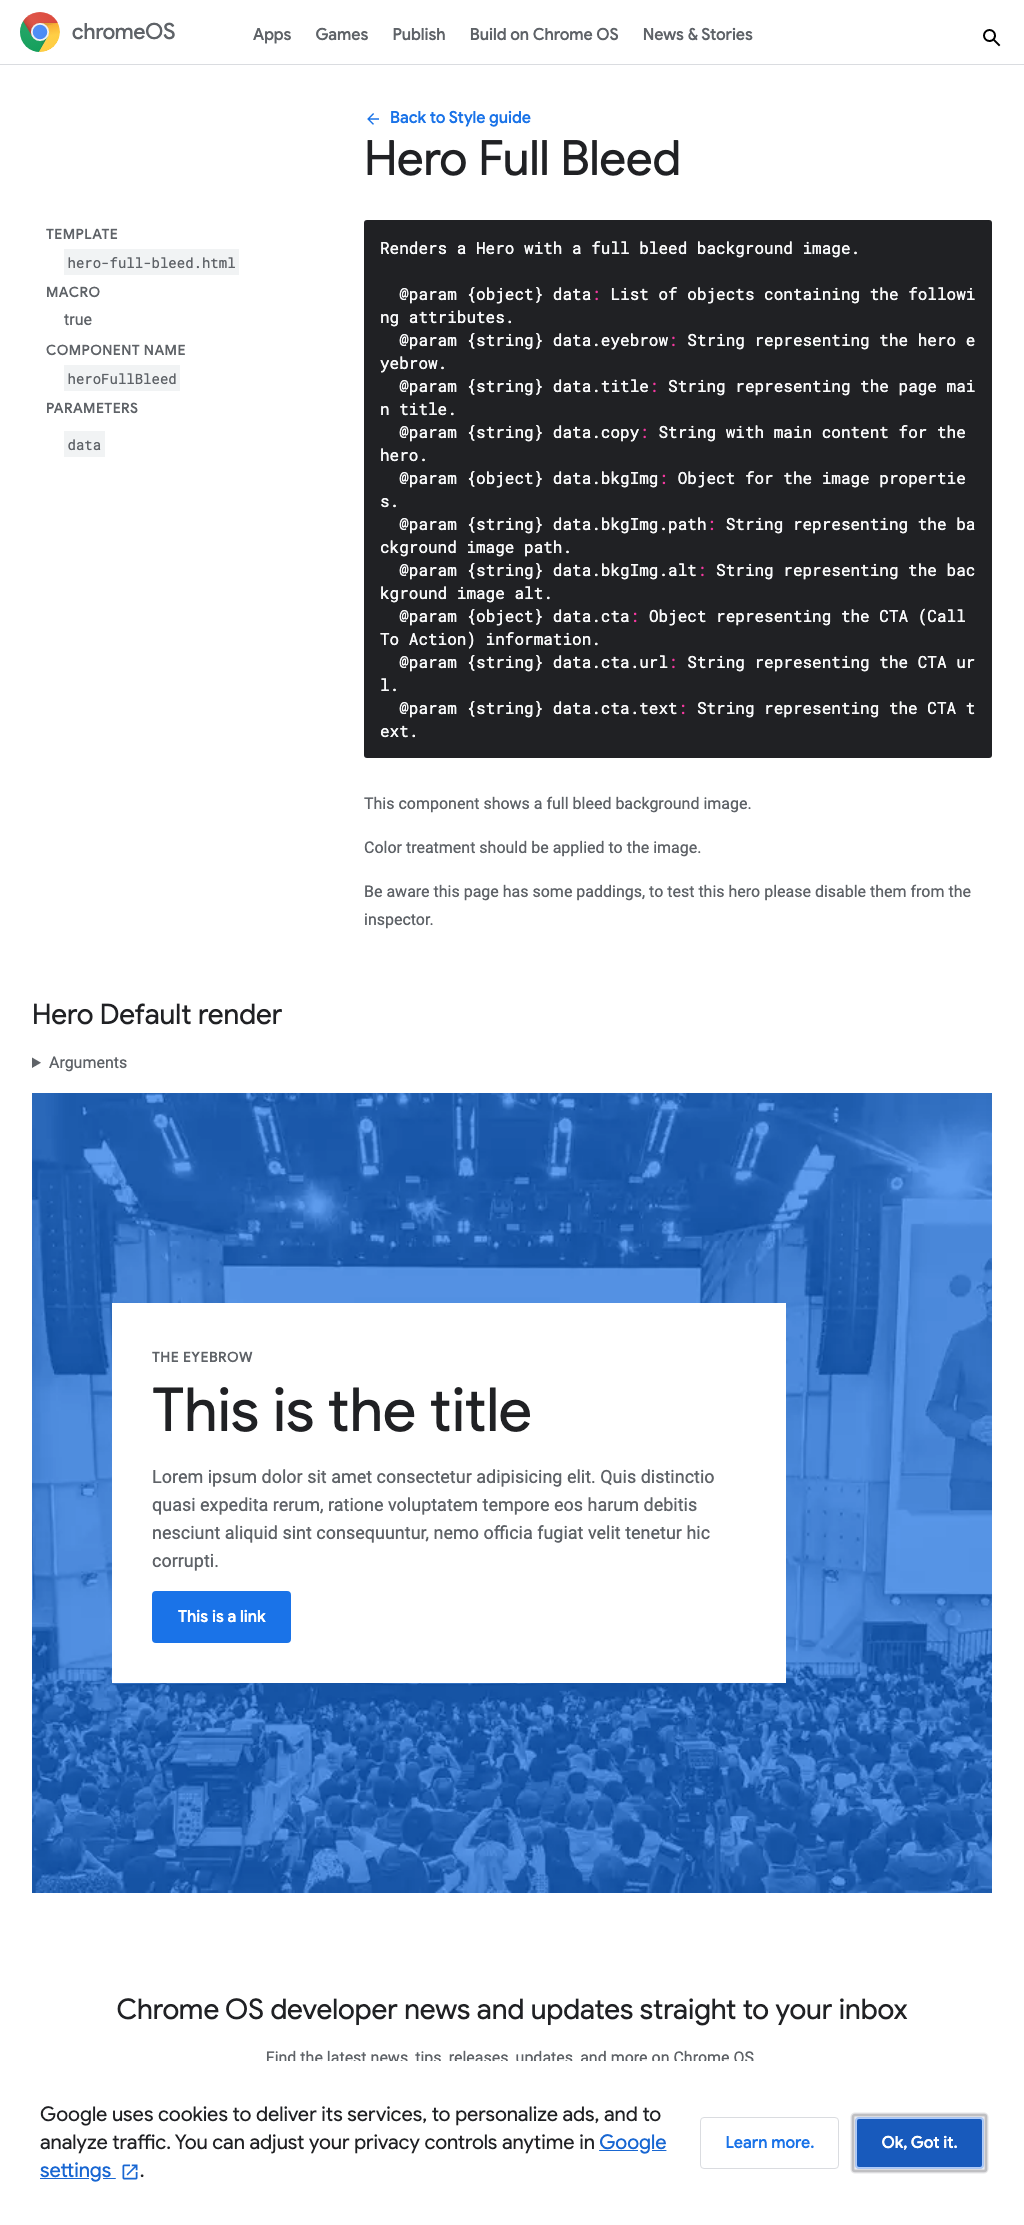 chromeOS
Apps Games Publish Build on Chrome OS News & Stories
Back to Style guide
Hero Full Bleed
TEMPLATE
hero-full-bleed.html
MACRO
true
COMPONENT NAME
heroFullBleed
PARAMETERS
data
Renders a Hero with a full bleed background image.
@param {object} data: List of objects containing the followi
ng attributes.
@param {string} data.eyebrow: String representing the hero e
yebrow.
@param {string} data.title: String representing the page mai
n title.
@param {string} data.copy: String with main content for the
hero.
@param {object} data.bkgImg: Object for the image propertie
s.
@param {string} data.bkgImg.path: String representing the ba
ckground image path.
@param {string} data.bkgImg.alt: String representing the bac
kground image alt.
@param {object} data.cta: Object representing the CTA (Call
To Action) information.
@param {string} data.cta.url: String representing the CTA ur
l.
@param {string} data.cta.text: String representing the CTA t
ext.
This component shows a full bleed background image.
Color treatment should be applied to the image.
Be aware this page has some paddings, to test this hero please disable them from the
inspector.
Hero Default render
Arguments
THE EYEBROW
This is the title
Lorem ipsum dolor sit amet consectetur adipisicing elit. Quis distinctio
quasi expedita rerum, ratione voluptatem tempore eos harum debitis
nesciunt aliquid sint consequuntur, nemo officia fugiat velit tenetur hic
corrupti.
This is a link
Chrome OS developer news and updates straight to your inbox
Find the latest news, tips, releases, updates, and more on Chrome OS
Google uses cookies to deliver its services, to personalize ads, and to
analyze traffic. You can adjust your privacy controls anytime in Google
settings .
Learn more.
Ok, Got it.